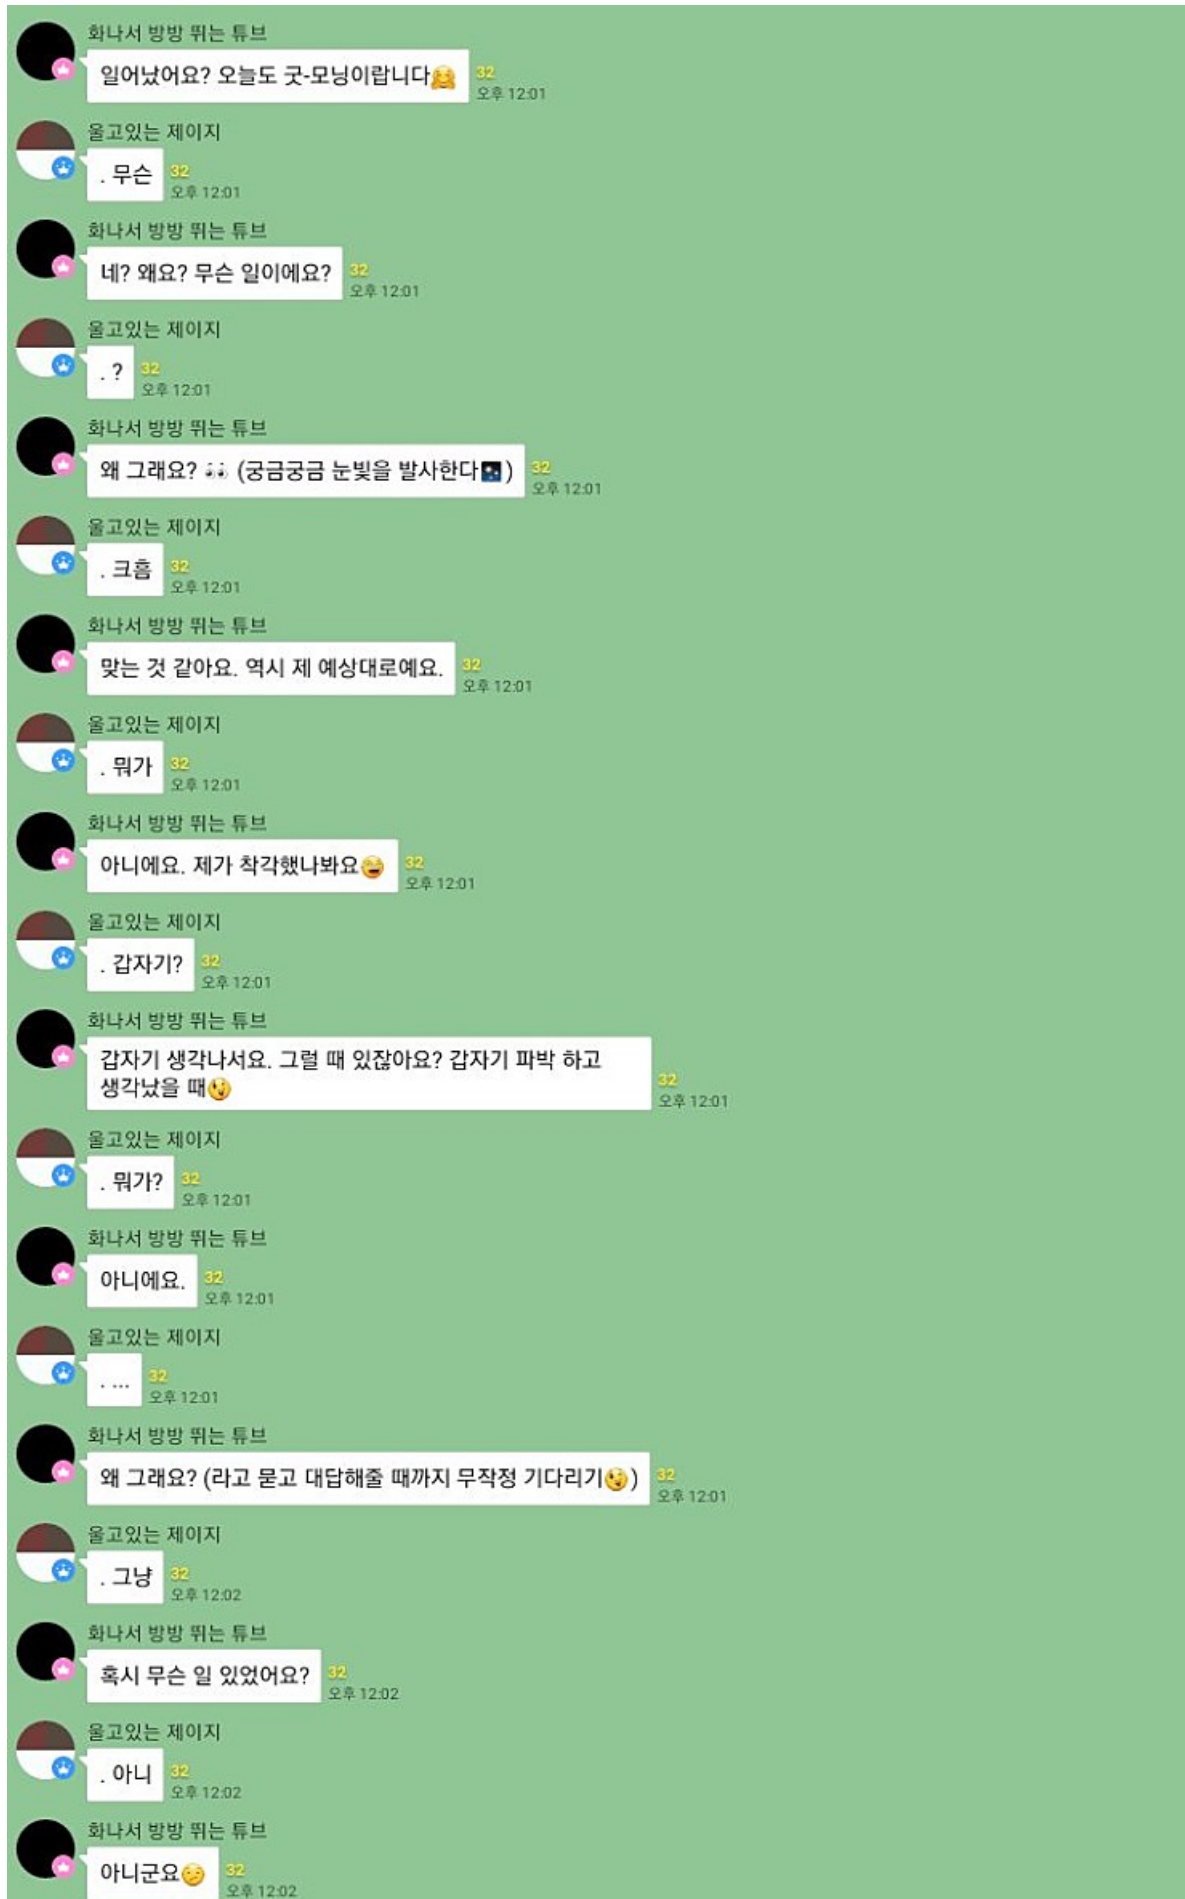 화나서 방방 뛰는 튜브
일어났어요? 오늘도 굿-모닝이랍니다🤗
32
오후 12:01
울고있는 제이지
. 무슨
32
오후 12:01
화나서 방방 뛰는 튜브
네? 왜요? 무슨 일이에요?
32
오후 12:01
울고있는 제이지
. ?
32
오후 12:01
화나서 방방 뛰는 튜브
왜 그래요? 👀 (궁금궁금 눈빛을 발사한다🌌)
32
오후 12:01
울고있는 제이지
. 크흠
32
오후 12:01
화나서 방방 뛰는 튜브
맞는 것 같아요. 역시 제 예상대로예요.
32
오후 12:01
울고있는 제이지
. 뭐가
32
오후 12:01
화나서 방방 뛰는 튜브
아니에요. 제가 착각했나봐요😅
32
오후 12:01
울고있는 제이지
. 갑자기?
32
오후 12:01
화나서 방방 뛰는 튜브
갑자기 생각나서요. 그럴 때 있잖아요? 갑자기 파박 하고
생각났을 때😉
32
오후 12:01
울고있는 제이지
. 뭐가?
32
오후 12:01
화나서 방방 뛰는 튜브
아니에요.
32
오후 12:01
울고있는 제이지
. ...
32
오후 12:01
화나서 방방 뛰는 튜브
왜 그래요? (라고 묻고 대답해줄 때까지 무작정 기다리기😉)
32
오후 12:01
울고있는 제이지
. 그냥
32
오후 12:02
화나서 방방 뛰는 튜브
혹시 무슨 일 있었어요?
32
오후 12:02
울고있는 제이지
. 아니
32
오후 12:02
화나서 방방 뛰는 튜브
아니군요😕
32
오후 12:02